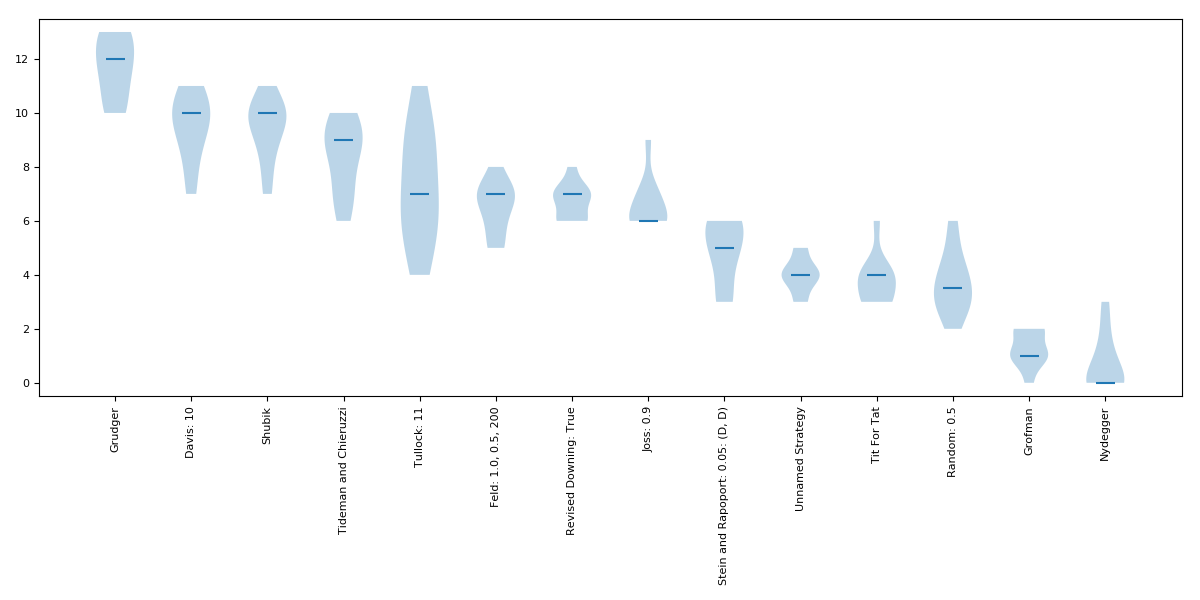 12
10
8
6
4
2
0
Grudger
Davis: 10
Shubik
Tideman and Chieruzzi
Tullock: 11
Feld: 1.0, 0.5, 200
Revised Downing: True
Joss: 0.9
Stein and Rapoport: 0.05: (D, D)
Unnamed Strategy
Tit For Tat
Random: 0.5
Grofman
Nydegger